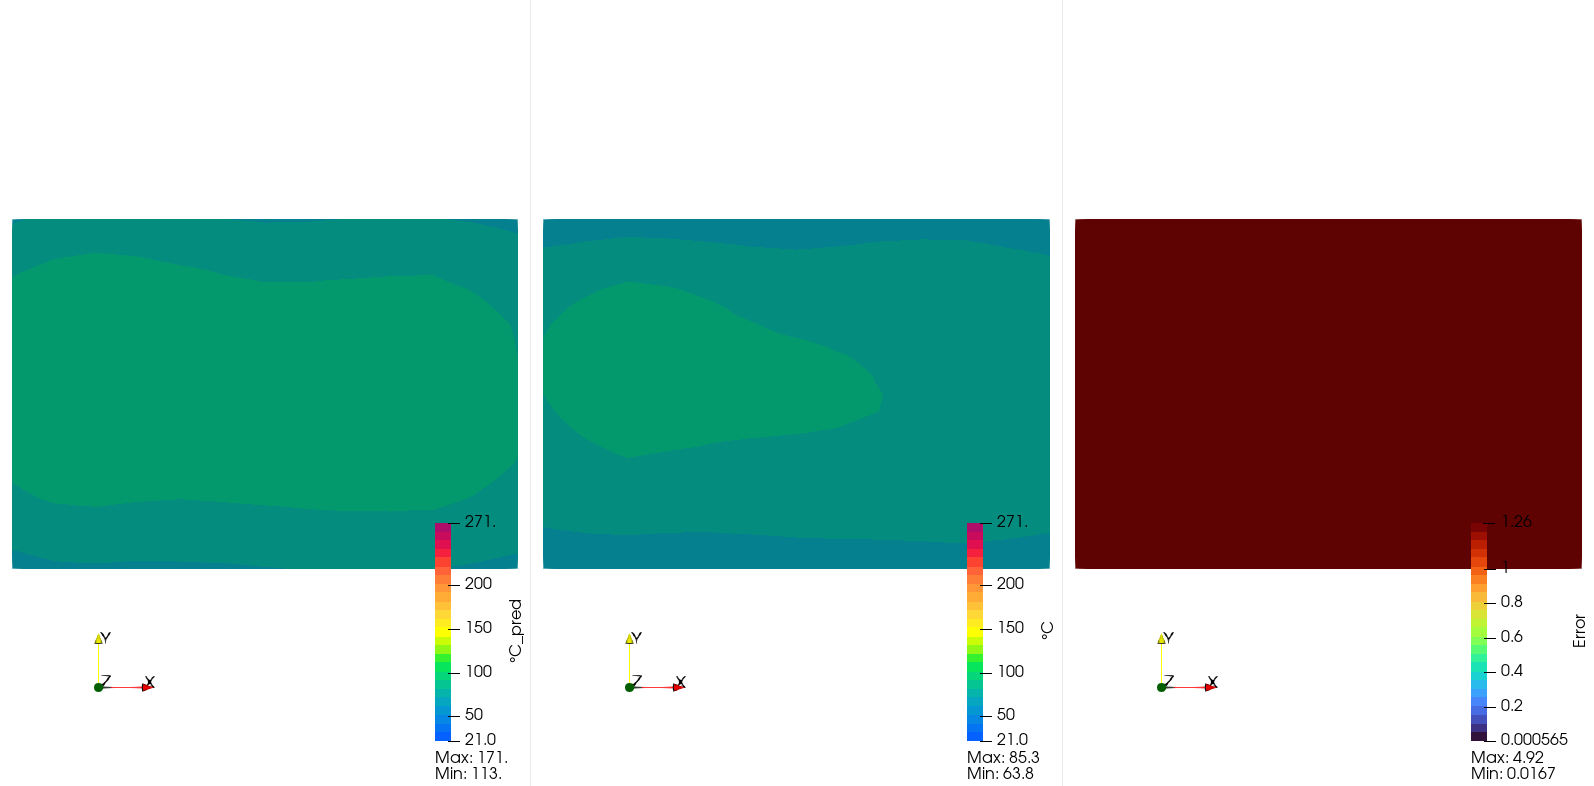 271.
200
150
100
50
21.0
°C_pred
Max: 171.
Min: 113.
Y
Z
X
271.
200
150
100
50
21.0
°C
Max: 85.3
Min: 63.8
Y
Z
X
1.26
1
0.8
0.6
0.4
0.2
0.000565
Error
Max: 4.92
Min: 0.0167
Y
Z
X